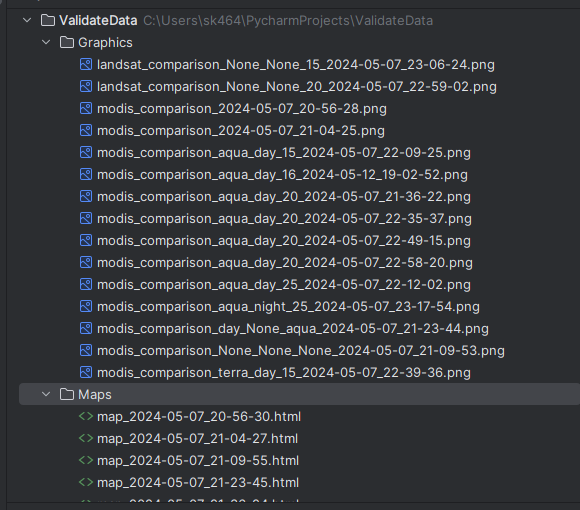 ValidateData C:\Users\sk464\PycharmProjects\ValidateData
Graphics
landsat_comparison_None_None_15_2024-05-07_23-06-24.png
landsat_comparison_None_None_20_2024-05-07_22-59-02.png
modis_comparison_2024-05-07_20-56-28.png
modis_comparison_2024-05-07_21-04-25.png
modis_comparison_aqua_day_15_2024-05-07_22-09-25.png
modis_comparison_aqua_day_16_2024-05-12_19-02-52.png
modis_comparison_aqua_day_20_2024-05-07_21-36-22.png
modis_comparison_aqua_day_20_2024-05-07_22-35-37.png
modis_comparison_aqua_day_20_2024-05-07_22-49-15.png
modis_comparison_aqua_day_20_2024-05-07_22-58-20.png
modis_comparison_aqua_day_25_2024-05-07_22-12-02.png
modis_comparison_aqua_night_25_2024-05-07_23-17-54.png
modis_comparison_day_None_aqua_2024-05-07_21-23-44.png
modis_comparison_None_None_None_2024-05-07_21-09-53.png
modis_comparison_terra_day_15_2024-05-07_22-39-36.png
Maps
map_2024-05-07_20-56-30.html
map_2024-05-07_21-04-27.html
map_2024-05-07_21-09-55.html
map_2024-05-07_21-23-45.html